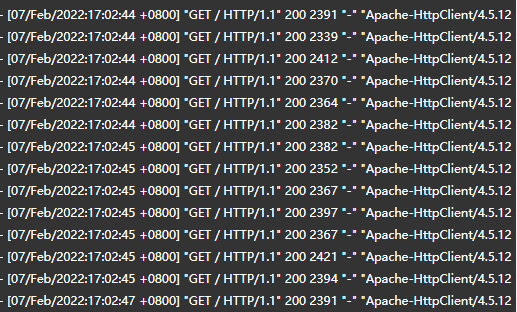 - [07/Feb/2022:17:02:44 +0800] "GET / HTTP/1.1" 200 2391 "-" "Apache-HttpClient/4.5.12
- [07/Feb/2022:17:02:44 +0800] "GET / HTTP/1.1" 200 2339 "-" "Apache-HttpClient/4.5.12
- [07/Feb/2022:17:02:44 +0800] "GET / HTTP/1.1" 200 2412 "-" "Apache-HttpClient/4.5.12
- [07/Feb/2022:17:02:44 +0800] "GET / HTTP/1.1" 200 2370 "-" "Apache-HttpClient/4.5.12
- [07/Feb/2022:17:02:44 +0800] "GET / HTTP/1.1" 200 2364 "-" "Apache-HttpClient/4.5.12
- [07/Feb/2022:17:02:44 +0800] "GET / HTTP/1.1" 200 2382 "-" "Apache-HttpClient/4.5.12
- [07/Feb/2022:17:02:45 +0800] "GET / HTTP/1.1" 200 2382 "-" "Apache-HttpClient/4.5.12
- [07/Feb/2022:17:02:45 +0800] "GET / HTTP/1.1" 200 2352 "-" "Apache-HttpClient/4.5.12
- [07/Feb/2022:17:02:45 +0800] "GET / HTTP/1.1" 200 2367 "-" "Apache-HttpClient/4.5.12
- [07/Feb/2022:17:02:45 +0800] "GET / HTTP/1.1" 200 2397 "-" "Apache-HttpClient/4.5.12
- [07/Feb/2022:17:02:45 +0800] "GET / HTTP/1.1" 200 2367 "-" "Apache-HttpClient/4.5.12
- [07/Feb/2022:17:02:45 +0800] "GET / HTTP/1.1" 200 2421 "-" "Apache-HttpClient/4.5.12
- [07/Feb/2022:17:02:45 +0800] "GET / HTTP/1.1" 200 2394 "-" "Apache-HttpClient/4.5.12
- [07/Feb/2022:17:02:47 +0800] "GET / HTTP/1.1" 200 2391 "-" "Apache-HttpClient/4.5.12